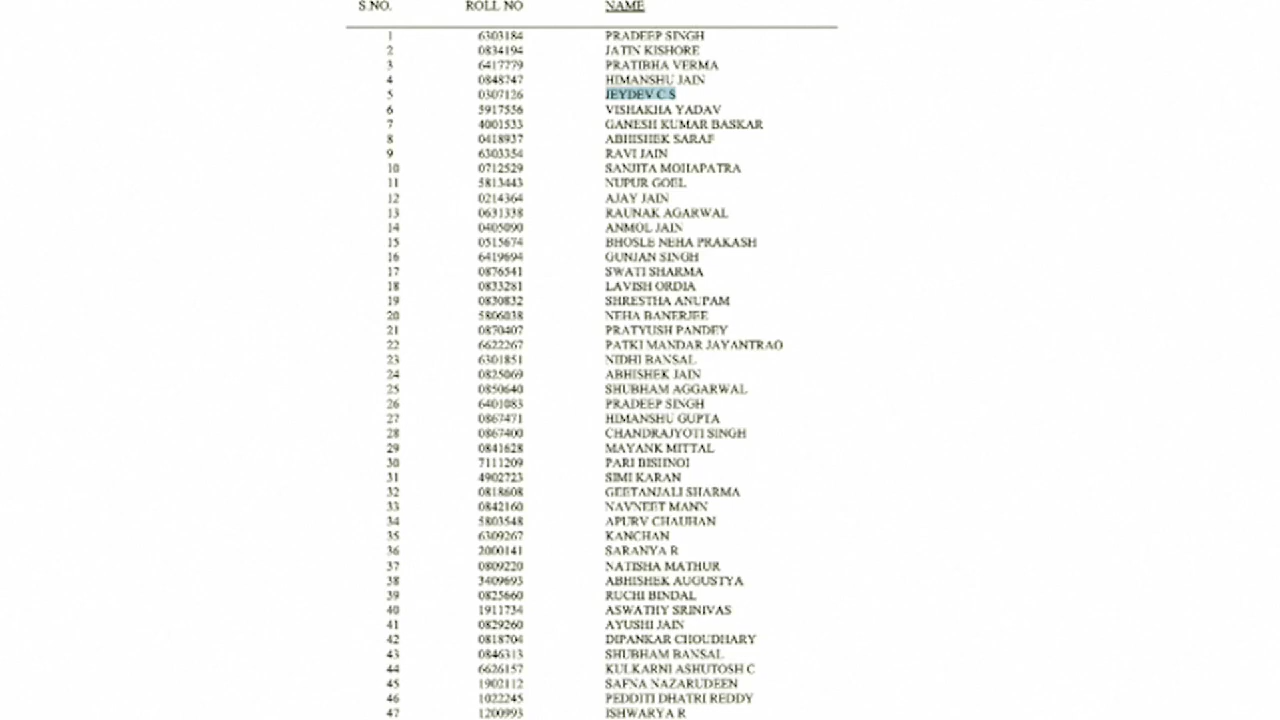 S.NO. ROLL NO NAME
1 6303184 PRADEEP SINGH
2 0834194 JATIN KISHORE
3 6417779 PRATIBHA VERMA
4 0848747 HIMANSHU JAIN
5 0307126 JEYDEV C S
6 5917556 VISHAKHA YADAV
7 4001533 GANESH KUMAR BASKAR
8 0418937 ABHISHEK SARAF
9 6303354 RAVI JAIN
10 0712529 SANJITA MOHAPATRA
11 5813443 NUPUR GOEL
12 0214364 AJAY JAIN
13 0631338 RAUNAK AGARWAL
14 0405090 ANMOL JAIN
15 0515674 BHOSLE NEHA PRAKASH
16 6419694 GUNJAN SINGH
17 0876541 SWATI SHARMA
18 0833281 LAVISH ORDIA
19 0830832 SHRESTHA ANUPAM
20 5806038 NEHA BANERJEE
21 0870407 PRATYUSH PANDEY
22 6622267 PATKI MANDAR JAYANTRAO
23 6301851 NIDHI BANSAL
24 0825069 ABHISHEK JAIN
25 0850640 SHUBHAM AGGARWAL
26 6401083 PRADEEP SINGH
27 0867471 HIMANSHU GUPTA
28 0867400 CHANDRAJYOTI SINGH
29 0841628 MAYANK MITTAL
30 7111209 PARI BISHNOI
31 4902723 SIMI KARAN
32 0818608 GEETANJALI SHARMA
33 0842160 NAVNEET MANN
34 5803548 APURV CHAUHAN
35 6309267 KANCHAN
36 2000141 SARANYA R
37 0809220 NATISHA MATHUR
38 3409693 ABHISHEK AUGUSTYA
39 0825660 RUCHI BINDAL
40 1911734 ASWATHY SRINIVAS
41 0829260 AYUSHI JAIN
42 0818704 DIPANKAR CHOUDHARY
43 0846313 SHUBHAM BANSAL
44 6626157 KULKARNI ASHUTOSH C
45 1902112 SAFNA NAZARUDEEN
46 1022245 PEDDITI DHATRI REDDY
47 1200993 ISHWARYA R